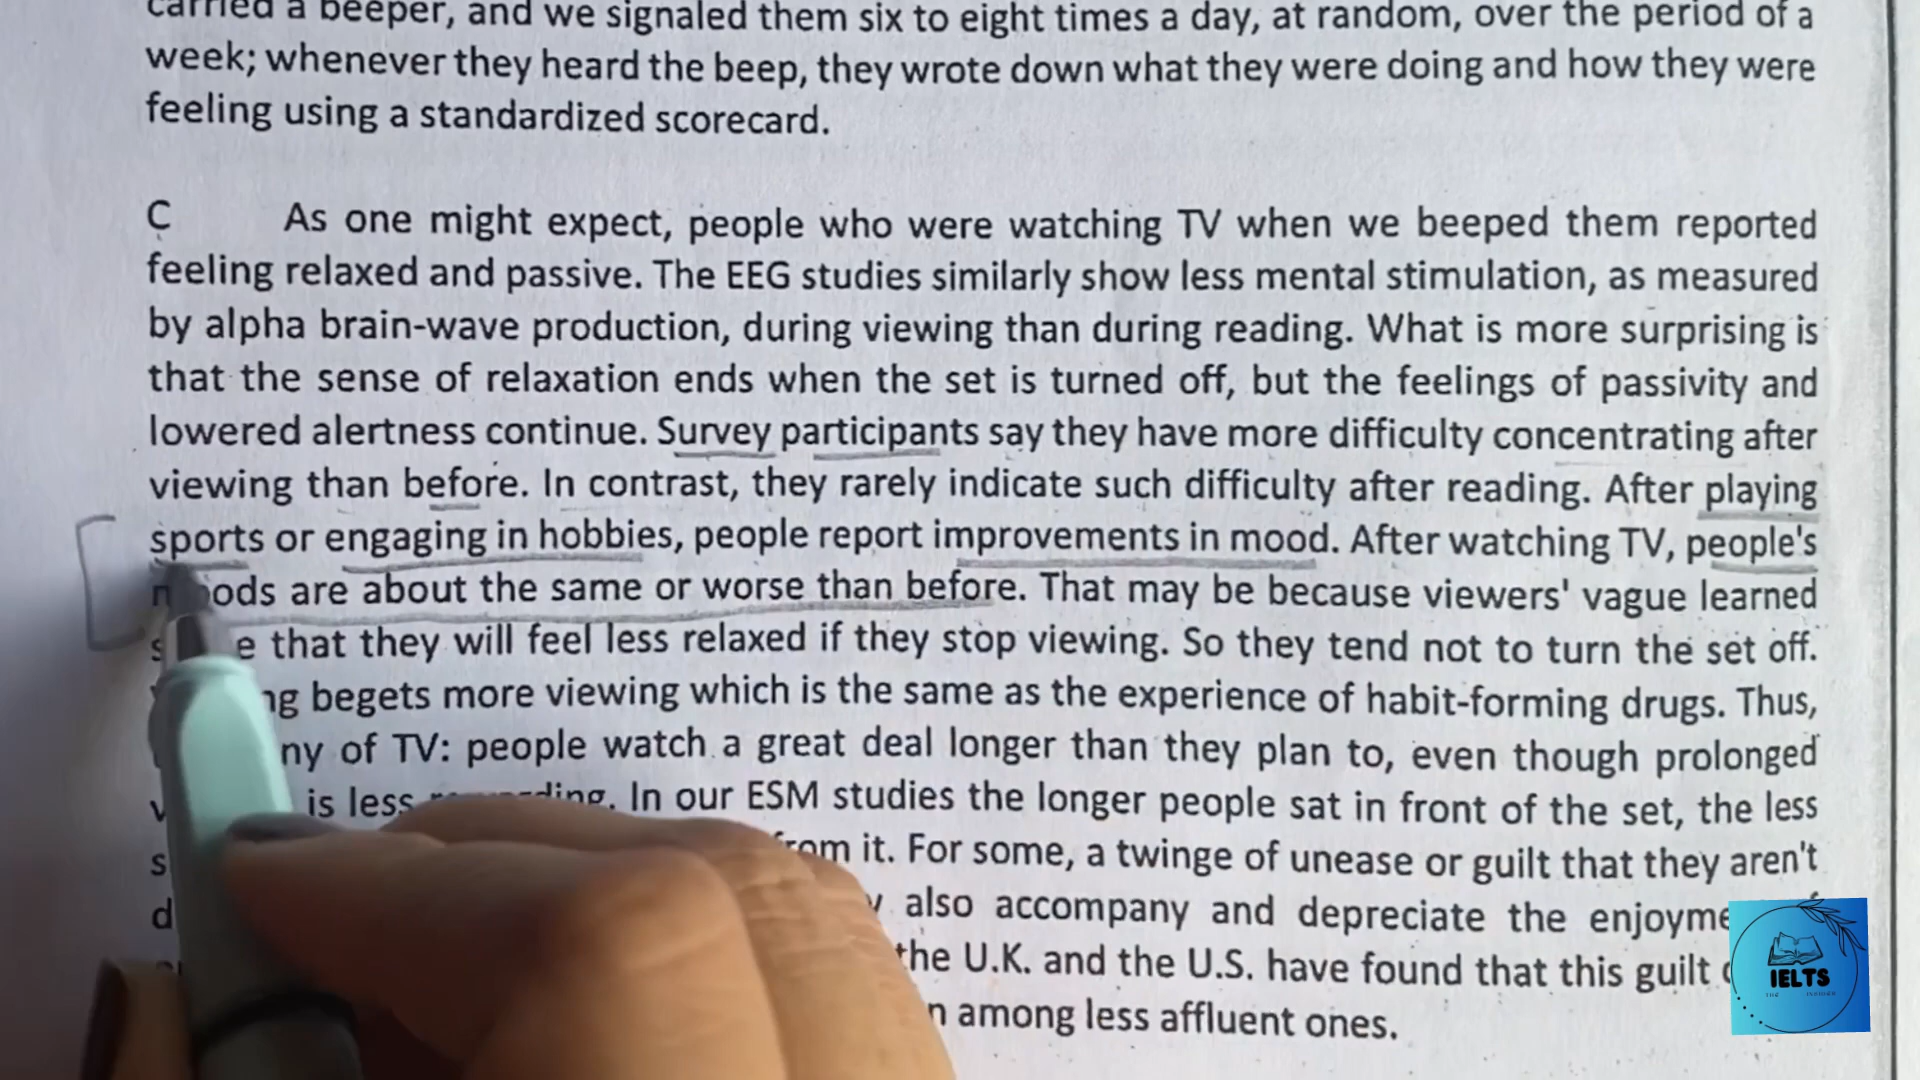 carried a beeper, and we signaled them six to eight times a day, at random, over the period of a
week; whenever they heard the beep, they wrote down what they were doing and how they were
feeling using a standardized scorecard.
C As one might expect, people who were watching TV when we beeped them reported
feeling relaxed and passive. The EEG studies similarly show less mental stimulation, as measured
by alpha brain-wave production, during viewing than during reading. What is more surprising is
that the sense of relaxation ends when the set is turned off, but the feelings of passivity and
lowered alertness continue. Survey participants say they have more difficulty concentrating after
viewing than before. In contrast, they rarely indicate such difficulty after reading. After playing
sports or engaging in hobbies, people report improvements in mood. After watching TV, people's
moods are about the same or worse than before. That may be because viewers' vague learned
that they will feel less relaxed if they stop viewing. So they tend not to turn the set off.
begets more viewing which is the same as the experience of habit-forming drugs. Thus,
of TV: people watch a great deal longer than they plan to, even though prolonged
is less In our ESM studies the longer people sat in front of the set, the less
from it. For some, a twinge of unease or guilt that they aren't
also accompany and depreciate the
the U.K. and the U.S. have found that this guilt
among less affluent ones.
IELTS